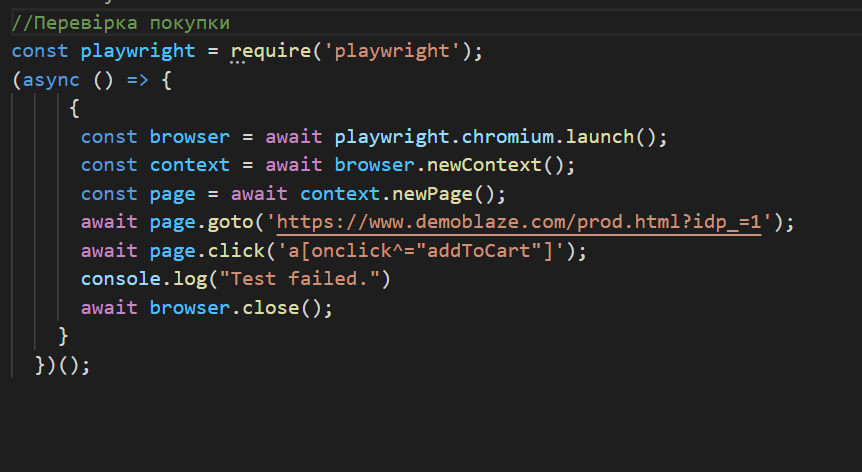 //Перевірка покупки
const playwright = require('playwright');
(async () => {
{
const browser = await playwright.chromium.launch();
const context = await browser.newContext();
const page = await context.newPage();
await page.goto('https://www.demoblaze.com/prod.html?idp_=1');
await page.click('a[onclick^="addToCart"]');
console.log("Test failed.")
await browser.close();
}
})();